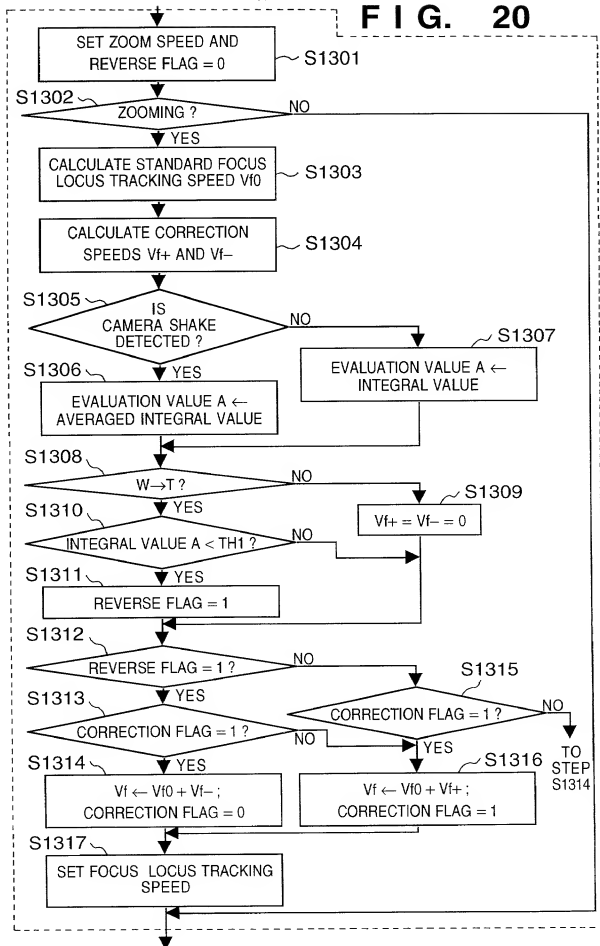 FIG. 20
SET ZOOM SPEED AND
REVERSE FLAG = 0
S1301
S1302
ZOOMING ?
NO
YES
CALCULATE STANDARD FOCUS
LOCUS TRACKING SPEED Vf0
S1303
CALCULATE CORRECTION
SPEEDS Vf+ AND Vf−
S1304
S1305
IS
CAMERA SHAKE
DETECTED ?
NO
YES
S1306
EVALUATION VALUE A ←
AVERAGED INTEGRAL VALUE
S1307
EVALUATION VALUE A ←
INTEGRAL VALUE
S1308
W→T ?
NO
YES
S1309
Vf+ = Vf− = 0
S1310
INTEGRAL VALUE A < TH1 ?
NO
YES
S1311
REVERSE FLAG = 1
S1312
REVERSE FLAG = 1 ?
NO
YES
S1313
CORRECTION FLAG = 1 ?
NO
YES
S1315
CORRECTION FLAG = 1 ?
NO
YES
TO
STEP
S1314
S1314
Vf ← Vf0 + Vf− ;
CORRECTION FLAG = 0
S1316
Vf ← Vf0 + Vf+ ;
CORRECTION FLAG = 1
S1317
SET FOCUS LOCUS TRACKING
SPEED